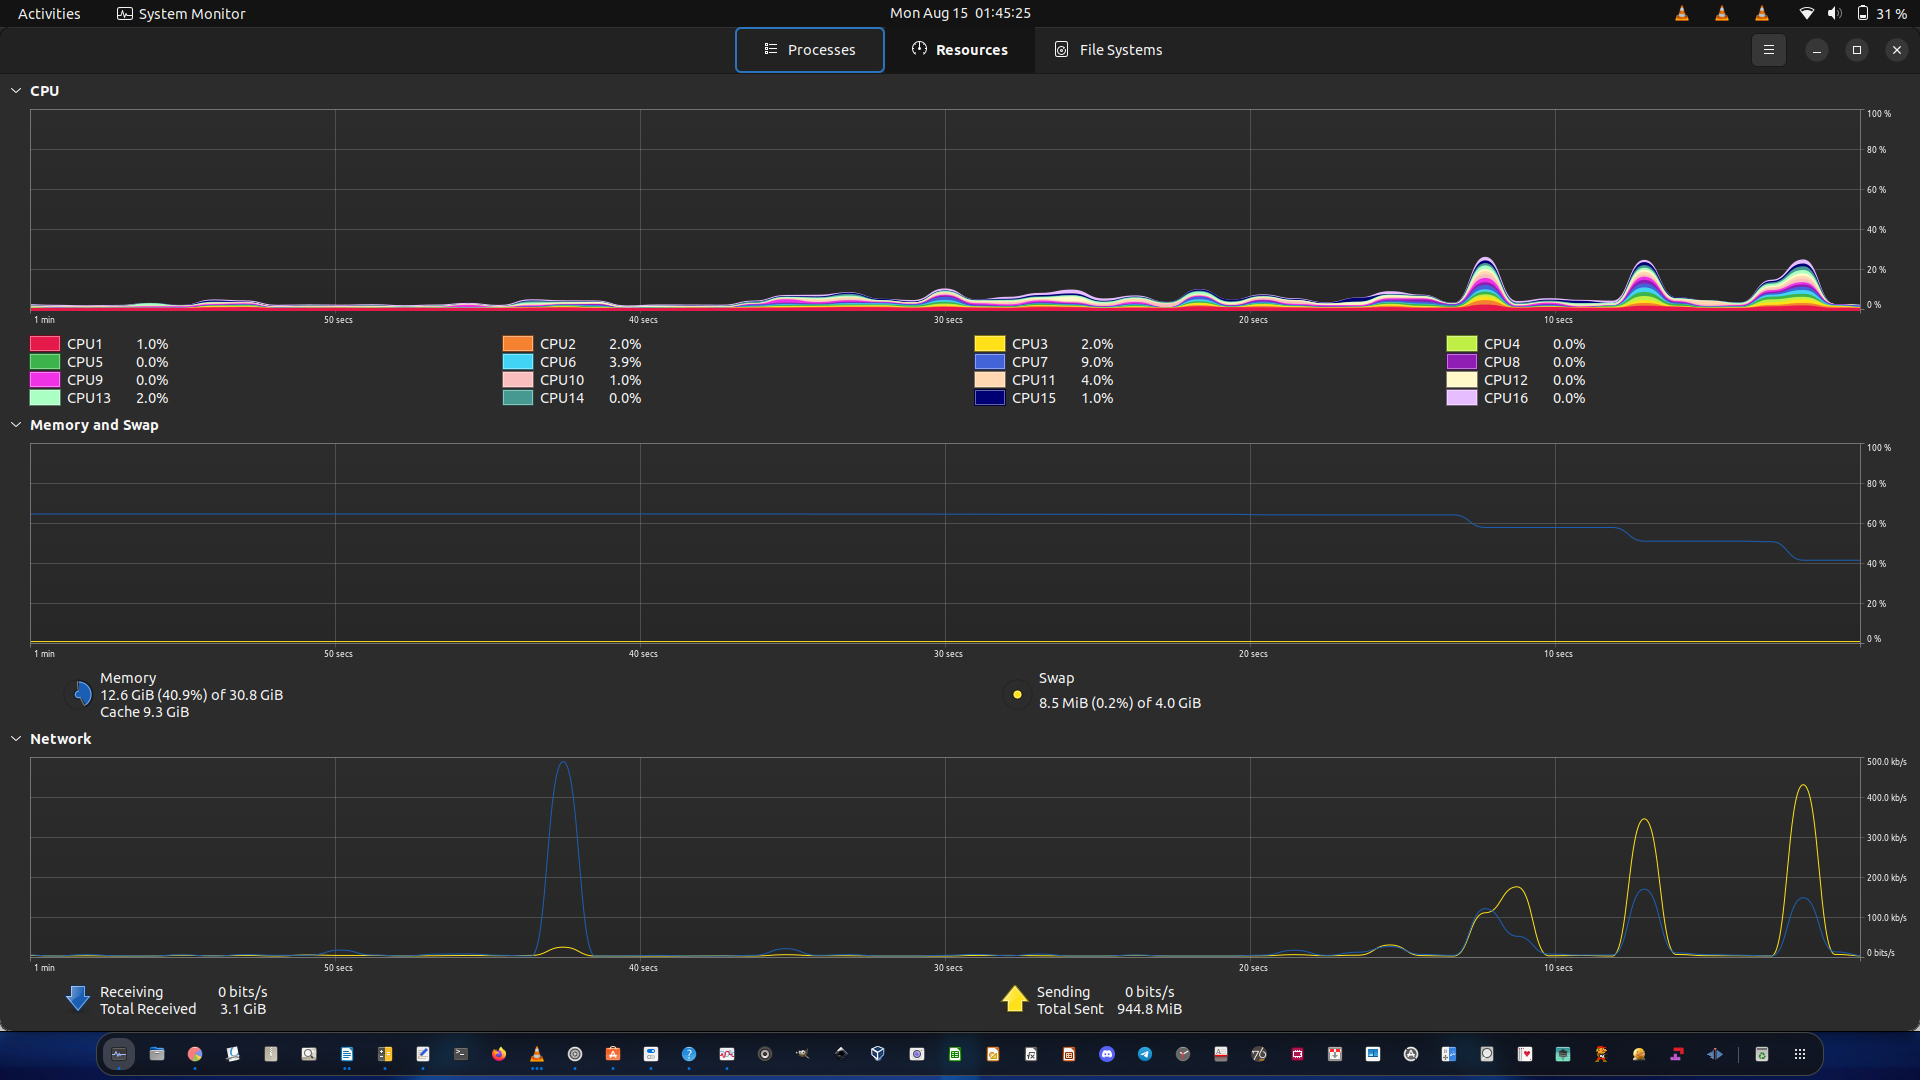 Activities System Monitor Mon Aug 15 01:45:25 31 %
Processes Resources File Systems
CPU
100 %
80 %
60 %
40 %
20 %
0 %
1 min 50 secs 40 secs 30 secs 20 secs 10 secs
CPU1 1.0% CPU2 2.0% CPU3 2.0% CPU4 0.0%
CPU5 0.0% CPU6 3.9% CPU7 9.0% CPU8 0.0%
CPU9 0.0% CPU10 1.0% CPU11 4.0% CPU12 0.0%
CPU13 2.0% CPU14 0.0% CPU15 1.0% CPU16 0.0%
Memory and Swap
100 %
80 %
60 %
40 %
20 %
0 %
1 min 50 secs 40 secs 30 secs 20 secs 10 secs
Memory
12.6 GiB (40.9%) of 30.8 GiB
Cache 9.3 GiB
Swap
8.5 MiB (0.2%) of 4.0 GiB
Network
500.0 kb/s
400.0 kb/s
300.0 kb/s
200.0 kb/s
100.0 kb/s
0 bits/s
1 min 50 secs 40 secs 30 secs 20 secs 10 secs
Receiving 0 bits/s
Total Received 3.1 GiB
Sending 0 bits/s
Total Sent 944.8 MiB